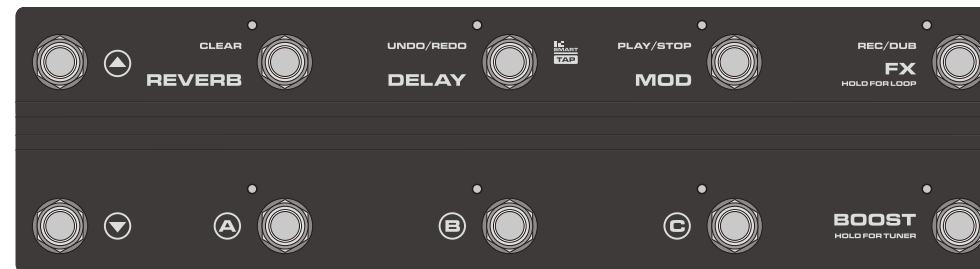 CLEAR
REVERB
UNDO/REDO
DELAY
SMART
TAP
PLAY/STOP
MOD
REC/DUB
FX
HOLD FOR LOOP
A
B
C
BOOST
HOLD FOR TUNER